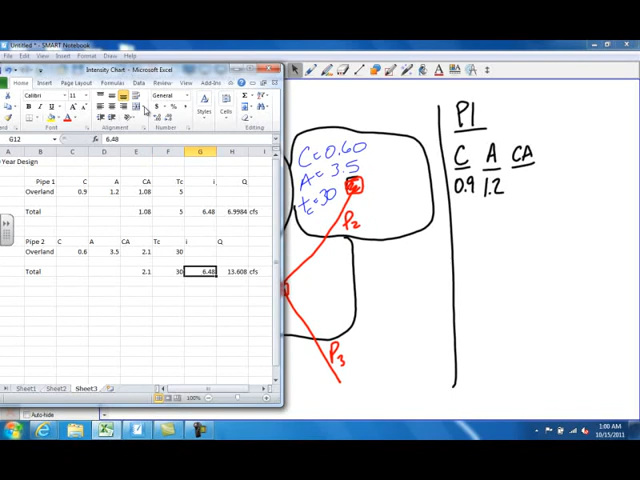 Untitled * - SMART Notebook
File Edit View Insert Format Draw
Intensity Chart - Microsoft Excel
Home Insert Page Layout Formulas Data Review View Add-Ins
Calibri 11 General
Styles Cells
Alignment Number Editing
G12 6.48
A B C D E F G H I
Year Design
Pipe 1 C A CA Tc i Q
Overland 0.9 1.2 1.08 5
Total 1.08 5 6.48 6.9984 cfs
Pipe 2 C A CA Tc i Q
Overland 0.6 3.5 2.1 30
Total 2.1 30 6.48 13.608 cfs
Sheet1 Sheet2 Sheet3
100%
Auto-hide
C=0.60
A=3.5
tc=30
P2
P3
P1
C A CA
0.9 1.2
1:00 AM
10/15/2011